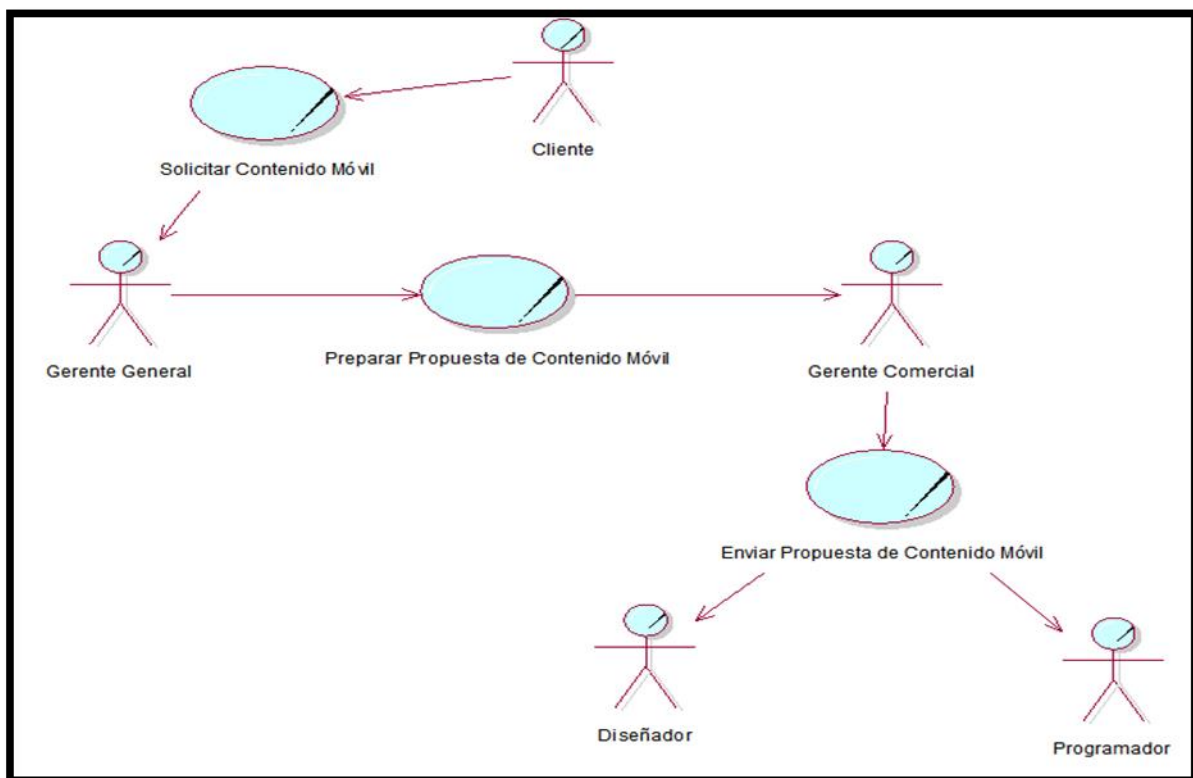 Cliente
Solicitar Contenido Móvil
Gerente General
Preparar Propuesta de Contenido Móvil
Gerente Comercial
Enviar Propuesta de Contenido Móvil
Diseñador
Programador